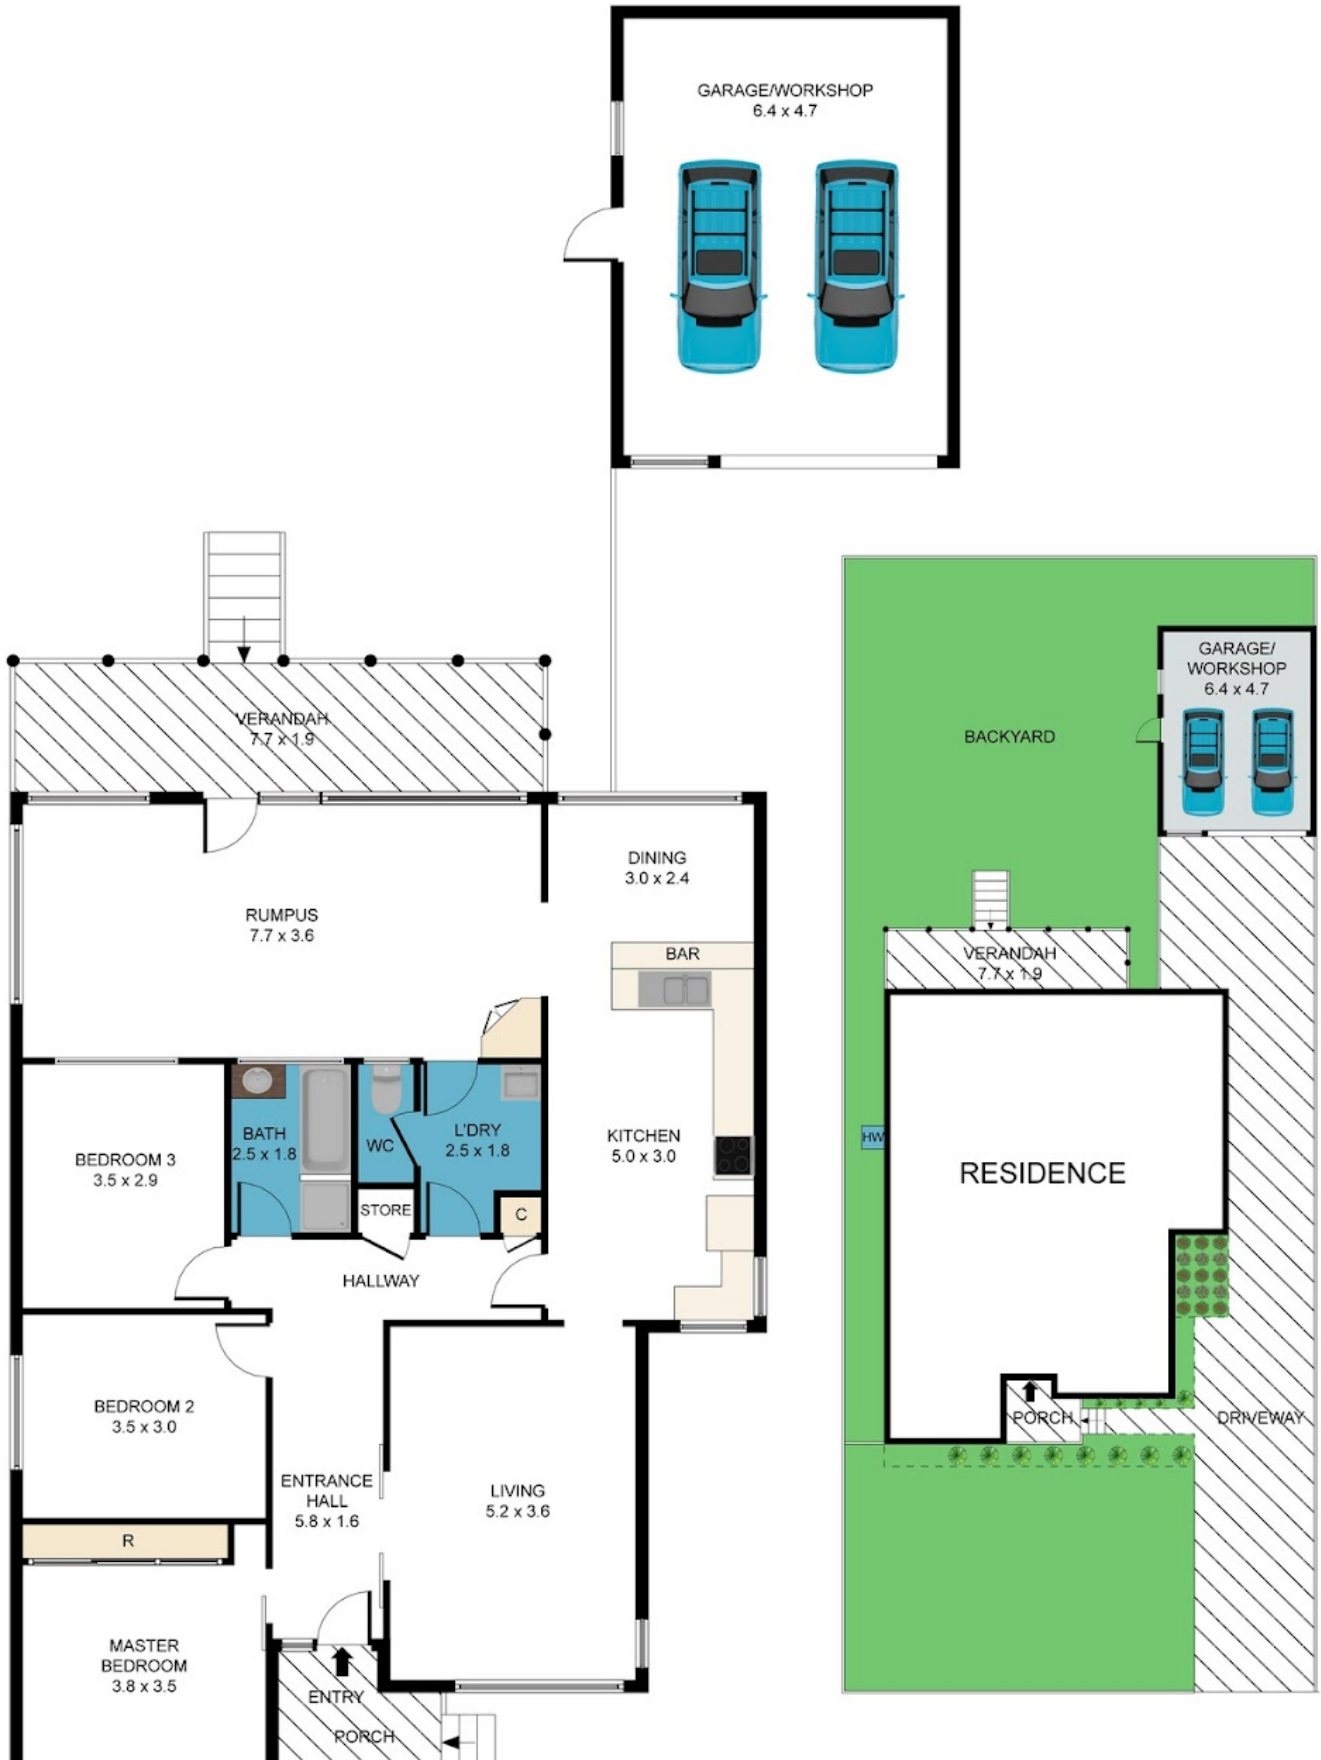 GARAGE/WORKSHOP
6.4 x 4.7
VERANDAH
7.7 x 1.9
DINING
3.0 x 2.4
RUMPUS
7.7 x 3.6
BAR
BATH
2.5 x 1.8
WC
L'DRY
2.5 x 1.8
KITCHEN
5.0 x 3.0
BEDROOM 3
3.5 x 2.9
STORE
C
HALLWAY
BEDROOM 2
3.5 x 3.0
ENTRANCE
HALL
5.8 x 1.6
LIVING
5.2 x 3.6
R
MASTER
BEDROOM
3.8 x 3.5
ENTRY
PORCH
GARAGE/
WORKSHOP
6.4 x 4.7
BACKYARD
VERANDAH
7.7 x 1.9
HW
RESIDENCE
PORCH
DRIVEWAY